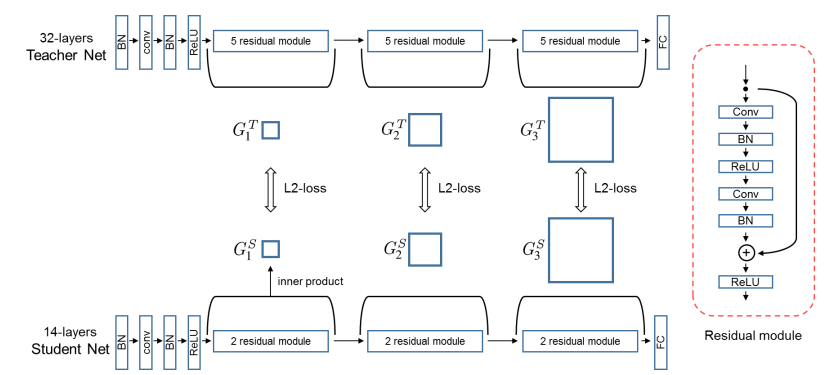 32-layers
Teacher Net
BN
conv
BN
ReLU
5 residual module
5 residual module
5 residual module
FC
G_1^T
G_2^T
G_3^T
L2-loss
L2-loss
L2-loss
G_1^S
G_2^S
G_3^S
inner product
14-layers
Student Net
BN
conv
BN
ReLU
2 residual module
2 residual module
2 residual module
FC
Conv
BN
ReLU
Conv
BN
+
ReLU
Residual module